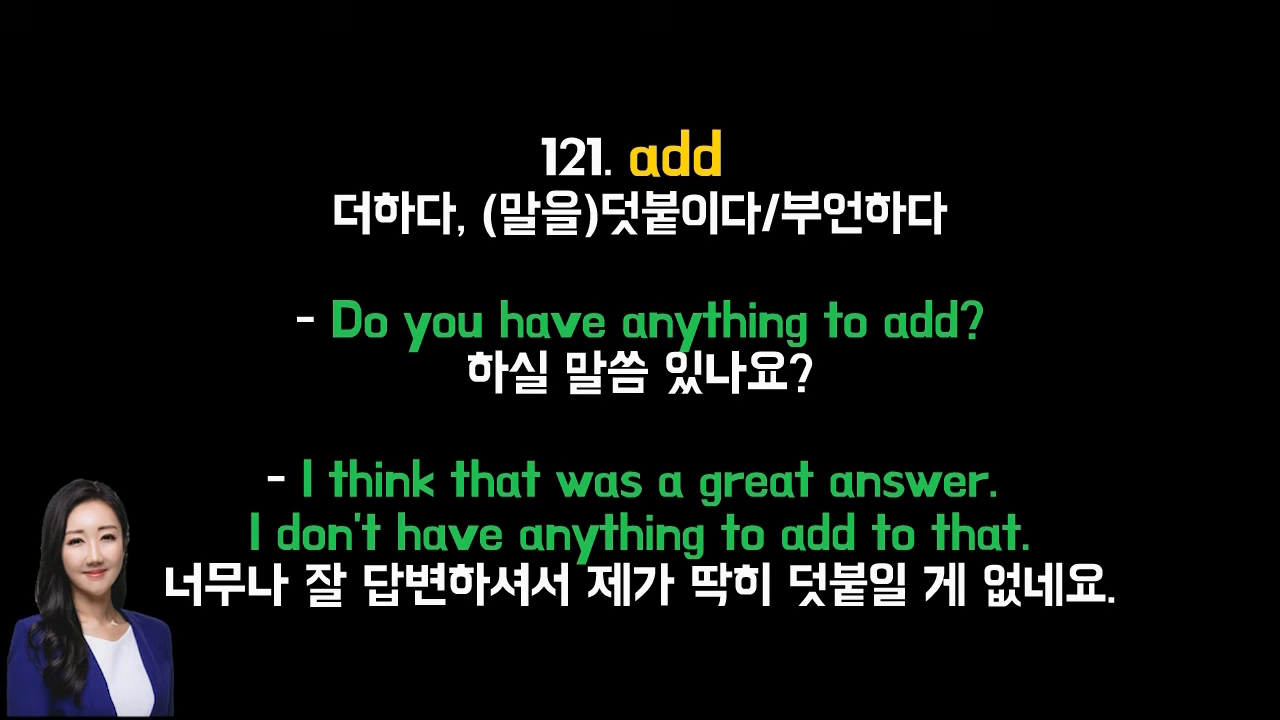 121. add
더하다, (말을)덧붙이다/부언하다
- Do you have anything to add?
하실 말씀 있나요?
- I think that was a great answer.
I don't have anything to add to that.
너무나 잘 답변하셔서 제가 딱히 덧붙일 게 없네요.